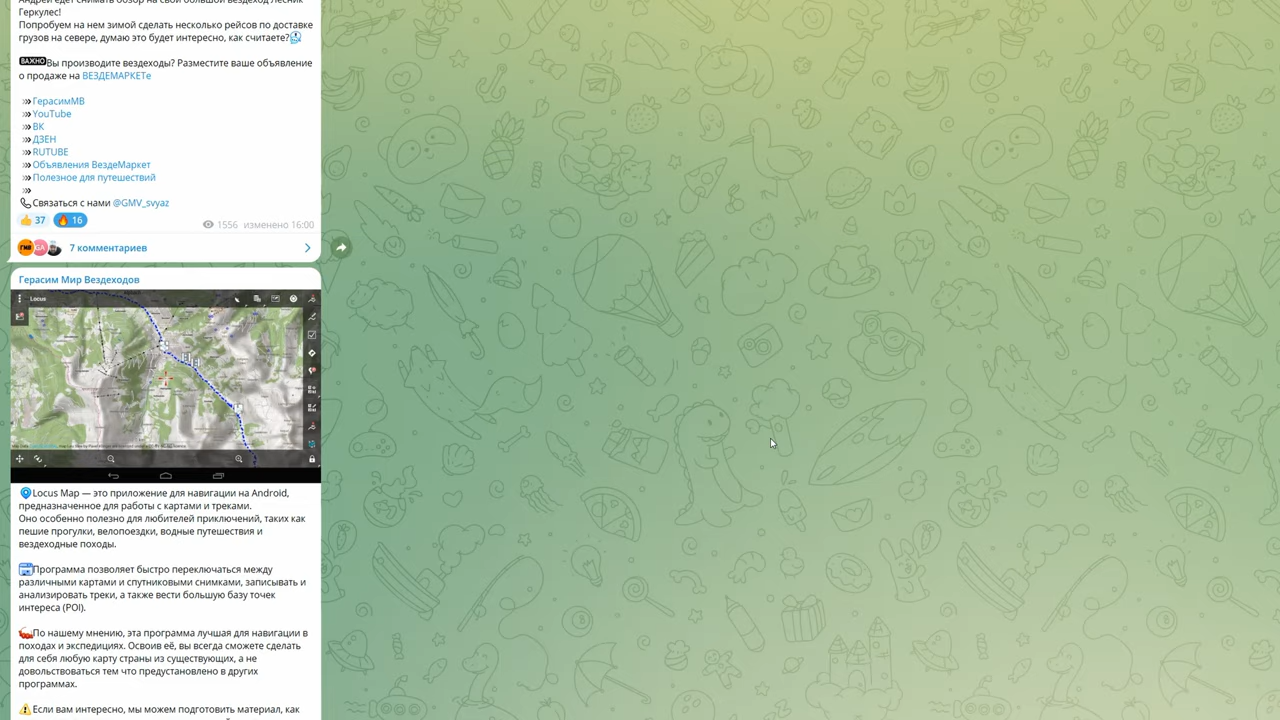 Андрей едет снимать обзор на свой большой вездеход Лесник
Геркулес!
Попробуем на нем зимой сделать несколько рейсов по доставке
грузов на севере, думаю это будет интересно, как считаете?
ВАЖНО Вы производите вездеходы? Разместите ваше объявление
о продаже на ВЕЗДЕМАРКЕТе
»» ГерасимМВ
»» YouTube
»» ВК
»» ДЗЕН
»» RUTUBE
»» Объявления ВездеМаркет
»» Полезное для путешествий
»»
Связаться с нами @GMV_svyaz
37 16
1556 изменено 16:00
7 комментариев
Герасим Мир Вездеходов
Locus
Locus Map — это приложение для навигации на Android,
предназначенное для работы с картами и треками.
Оно особенно полезно для любителей приключений, таких как
пешие прогулки, велопоездки, водные путешествия и
вездеходные походы.
Программа позволяет быстро переключаться между
различными картами и спутниковыми снимками, записывать и
анализировать треки, а также вести большую базу точек
интереса (POI).
По нашему мнению, эта программа лучшая для навигации в
походах и экспедициях. Освоив её, вы всегда сможете сделать
для себя любую карту страны из существующих, а не
довольствоваться тем что предустановлено в других
программах.
Если вам интересно, мы можем подготовить материал, как